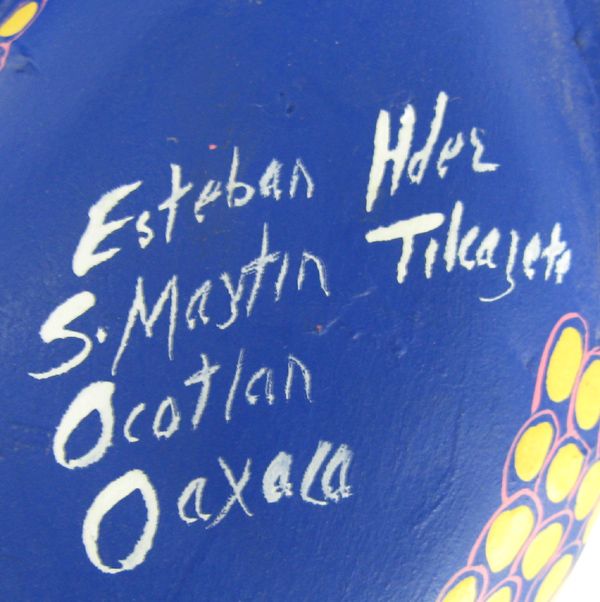 Esteban Hdez
S. Martin Tilcajete
Ocotlan
Oaxaca